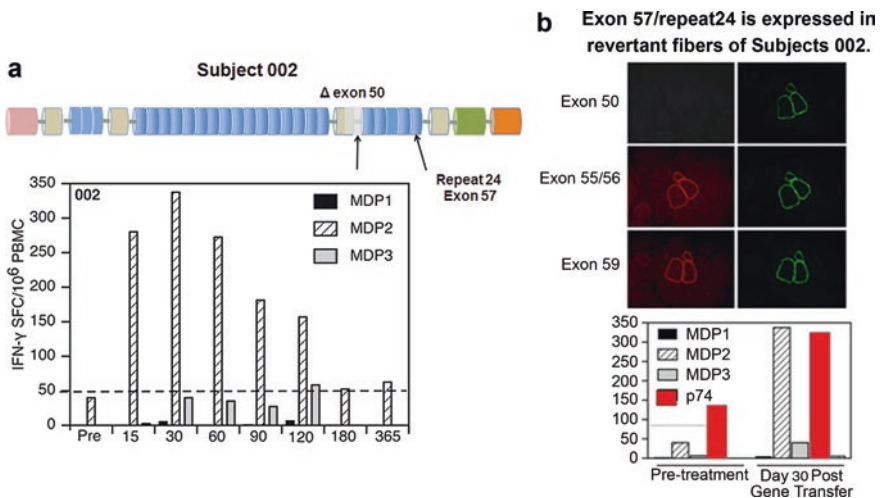 a
Subject 002
Δ exon 50
Repeat 24
Exon 57
IFN-γ SFC/10⁶ PBMC
350
300
250
200
150
100
50
0
002
MDP1
MDP2
MDP3
Pre
15
30
60
90
120
180
365
b
Exon 57/repeat24 is expressed in
revertant fibers of Subjects 002.
Exon 50
Exon 55/56
Exon 59
350
300
250
200
150
100
50
0
MDP1
MDP2
MDP3
p74
Pre-treatment
Day 30 Post
Gene Transfer